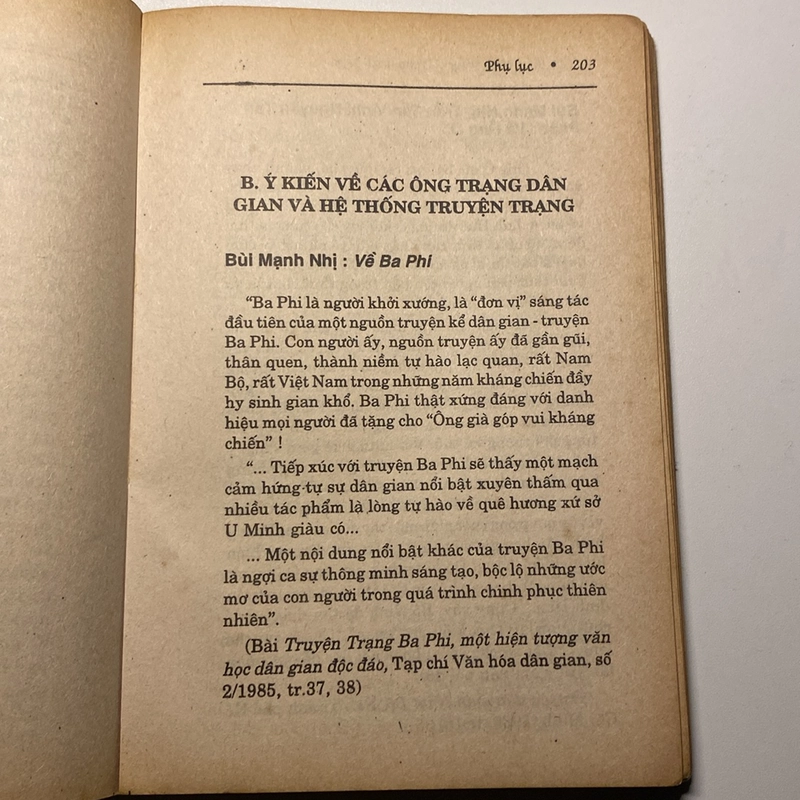 Phụ lục • 203
B. Ý KIẾN VỀ CÁC ÔNG TRẠNG DÂN
GIAN VÀ HỆ THỐNG TRUYỆN TRẠNG
Bùi Mạnh Nhị : Về Ba Phi
"Ba Phi là người khởi xướng, là "đơn vị" sáng tác
đầu tiên của một nguồn truyện kể dân gian - truyện
Ba Phi. Con người ấy, nguồn truyện ấy đã gần gũi,
thân quen, thành niềm tự hào lạc quan, rất Nam
Bộ, rất Việt Nam trong những năm kháng chiến đầy
hy sinh gian khổ. Ba Phi thật xứng đáng với danh
hiệu mọi người đã tặng cho "Ông già góp vui kháng
chiến" !
"... Tiếp xúc với truyện Ba Phi sẽ thấy một mạch
cảm hứng tự sự dân gian nổi bật xuyên thấm qua
nhiều tác phẩm là lòng tự hào về quê hương xứ sở
U Minh giàu có...
... Một nội dung nổi bật khác của truyện Ba Phi
là ngợi ca sự thông minh sáng tạo, bộc lộ những ước
mơ của con người trong quá trình chinh phục thiên
nhiên".
(Bài Truyện Trạng Ba Phi, một hiện tượng văn
học dân gian độc đáo, Tạp chí Văn hóa dân gian, số
2/1985, tr.37, 38)